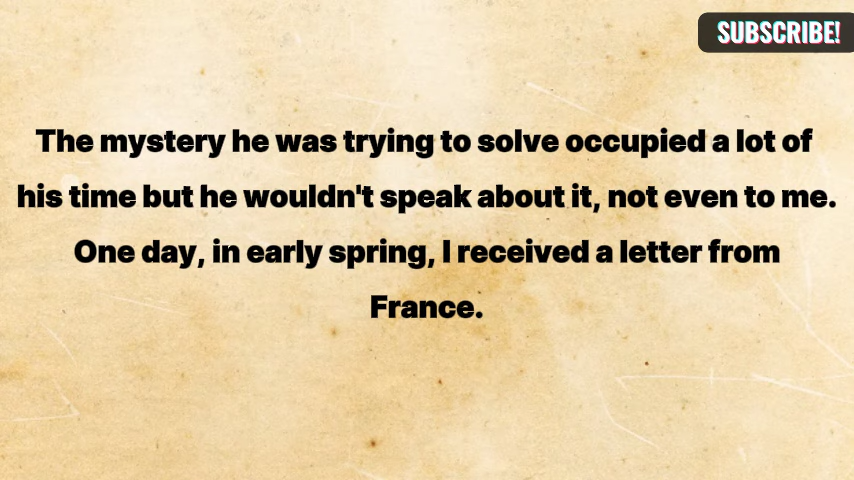 SUBSCRIBE!
The mystery he was trying to solve occupied a lot of
his time but he wouldn't speak about it, not even to me.
One day, in early spring, I received a letter from
France.